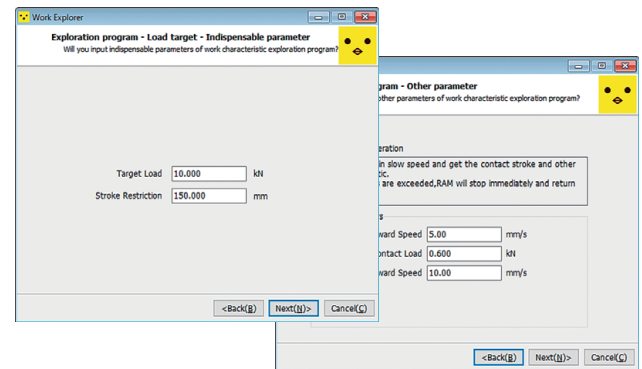 Work Explorer
Exploration program - Load target - Indispensable parameter
Will you input indispensable parameters of work characteristic exploration program?
Target Load 10.000 kN
Stroke Restriction 150.000 mm
<Back(B) Next(N)> Cancel(C)
gram - Other parameter
other parameters of work characteristic exploration program?
eration
in slow speed and get the contact stroke and other
tic.
are exceeded,RAM will stop immediately and return
rs
ward Speed 5.00 mm/s
ontact Load 0.600 kN
ward Speed 10.00 mm/s
<Back(B) Next(N)> Cancel(C)